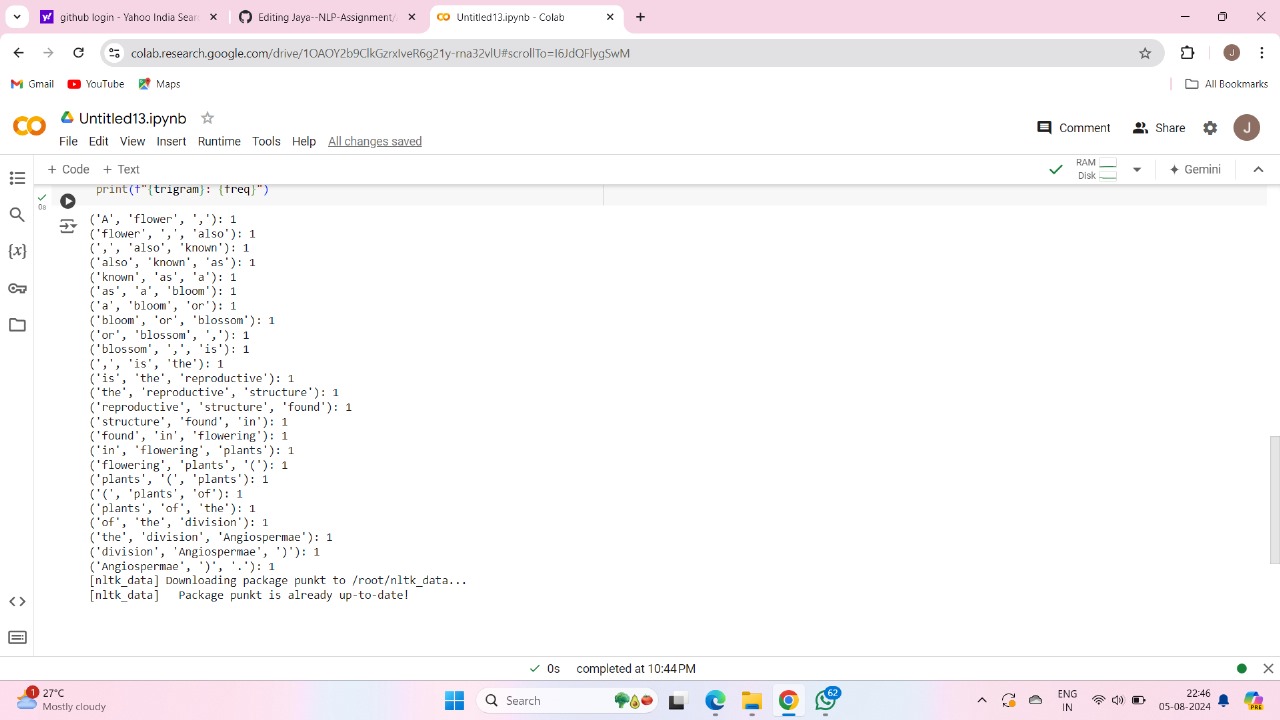 github login - Yahoo India Sear
Editing Jaya--NLP-Assignment/
Untitled13.ipynb - Colab
colab.research.google.com/drive/1OAOY2b9ClkGzrxIveR6g21y-rna32vlU#scrollTo=I6JdQFlygSwM
J
Gmail YouTube Maps All Bookmarks
Untitled13.ipynb
Comment Share J
File Edit View Insert Runtime Tools Help All changes saved
+ Code + Text RAM Disk Gemini
print(f"{trigram}: {freq}")
0s
('A', 'flower', ','): 1
('flower', ',', 'also'): 1
(',', 'also', 'known'): 1
('also', 'known', 'as'): 1
('known', 'as', 'a'): 1
('as', 'a', 'bloom'): 1
('a', 'bloom', 'or'): 1
('bloom', 'or', 'blossom'): 1
('or', 'blossom', ','): 1
('blossom', ',', 'is'): 1
(',', 'is', 'the'): 1
('is', 'the', 'reproductive'): 1
('the', 'reproductive', 'structure'): 1
('reproductive', 'structure', 'found'): 1
('structure', 'found', 'in'): 1
('found', 'in', 'flowering'): 1
('in', 'flowering', 'plants'): 1
('flowering', 'plants', '('): 1
('plants', '(', 'plants'): 1
('(', 'plants', 'of'): 1
('plants', 'of', 'the'): 1
('of', 'the', 'division'): 1
('the', 'division', 'Angiospermae'): 1
('division', 'Angiospermae', ')'): 1
('Angiospermae', ')', '.'): 1
[nltk_data] Downloading package punkt to /root/nltk_data...
[nltk_data]   Package punkt is already up-to-date!
0s completed at 10:44 PM
1 27°C
Mostly cloudy
Search
62
ENG
IN
22:46
05-08-2024
PRE